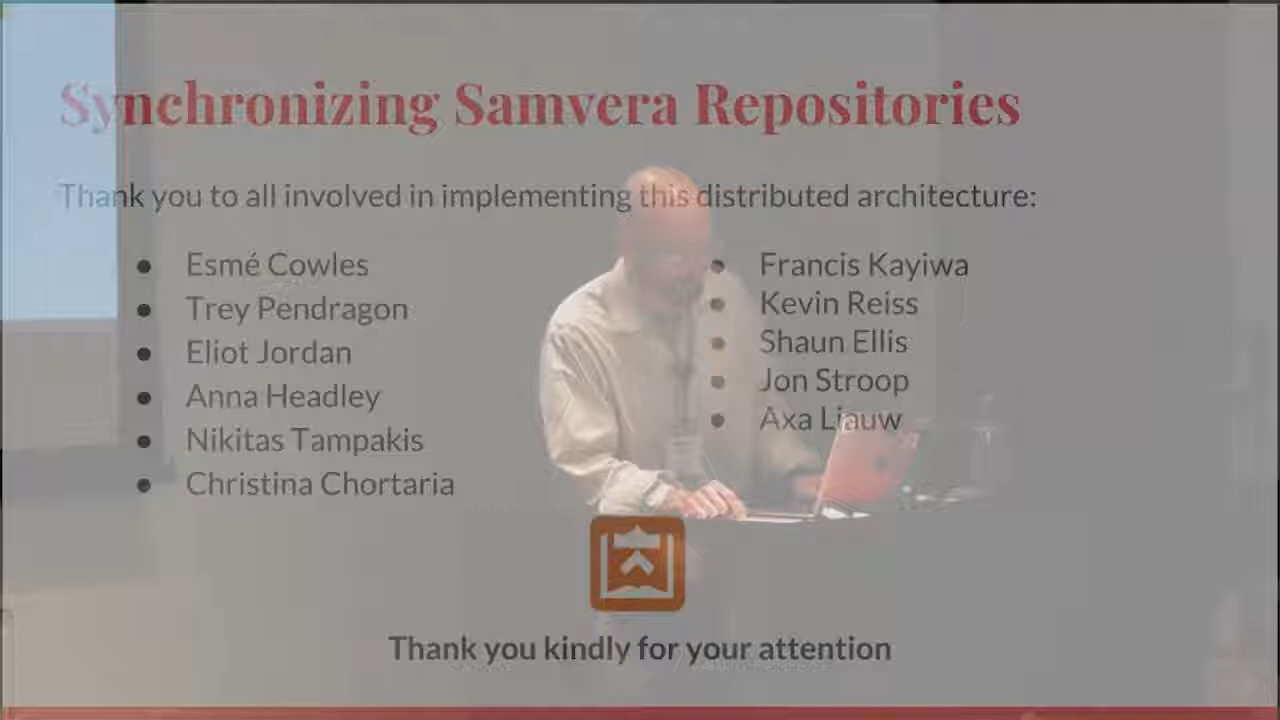 Synchronizing Samvera Repositories
Thank you to all involved in implementing this distributed architecture:
Esmé Cowles
Trey Pendragon
Eliot Jordan
Anna Headley
Nikitas Tampakis
Christina Chortaria
Francis Kayiwa
Kevin Reiss
Shaun Ellis
Jon Stroop
Axa Liauw
Thank you kindly for your attention